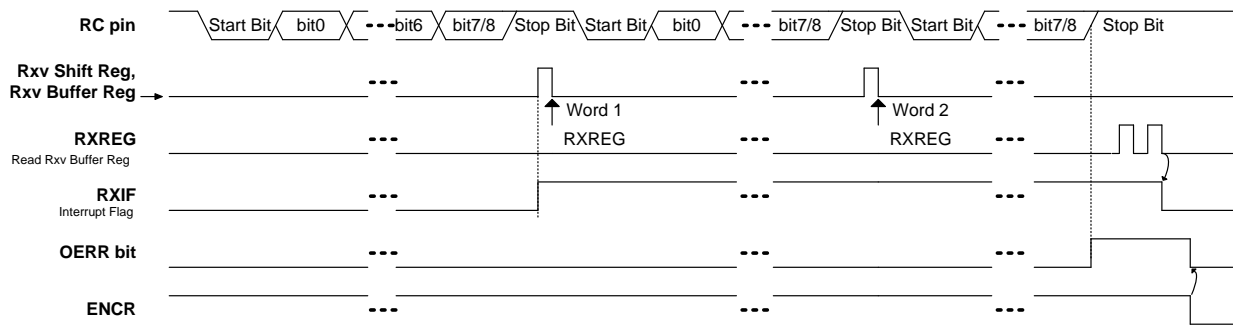 RC pin Start Bit bit0 bit6 bit7/8 Stop Bit Start Bit bit0 bit7/8 Stop Bit Start Bit bit7/8 Stop Bit
Rxv Shift Reg,
Rxv Buffer Reg
Word 1 Word 2
RXREG RXREG RXREG
Read Rxv Buffer Reg
RXIF
Interrupt Flag
OERR bit
ENCR